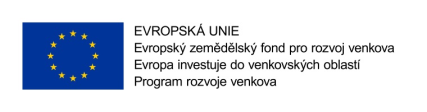 EVROPSKÁ UNIE
Evropský zemědělský fond pro rozvoj venkova
Evropa investuje do venkovských oblastí
Program rozvoje venkova